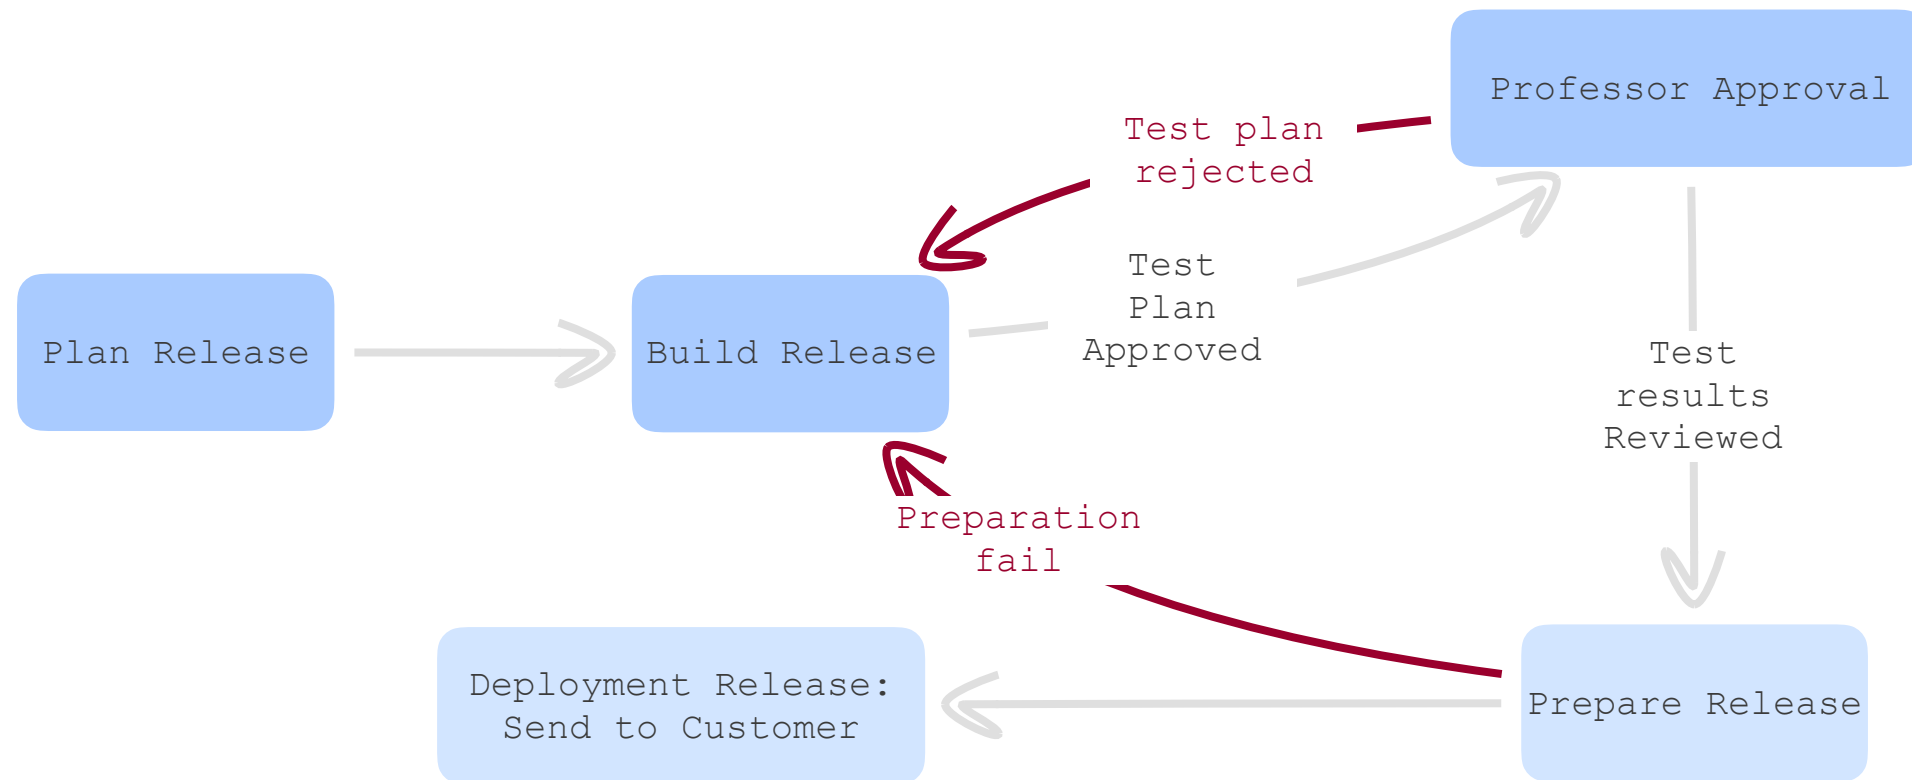 Professor Approval
Test plan
rejected
Test
Plan
Approved
Plan Release
Build Release
Test
results
Reviewed
Preparation
fail
Deployment Release:
Send to Customer
Prepare Release